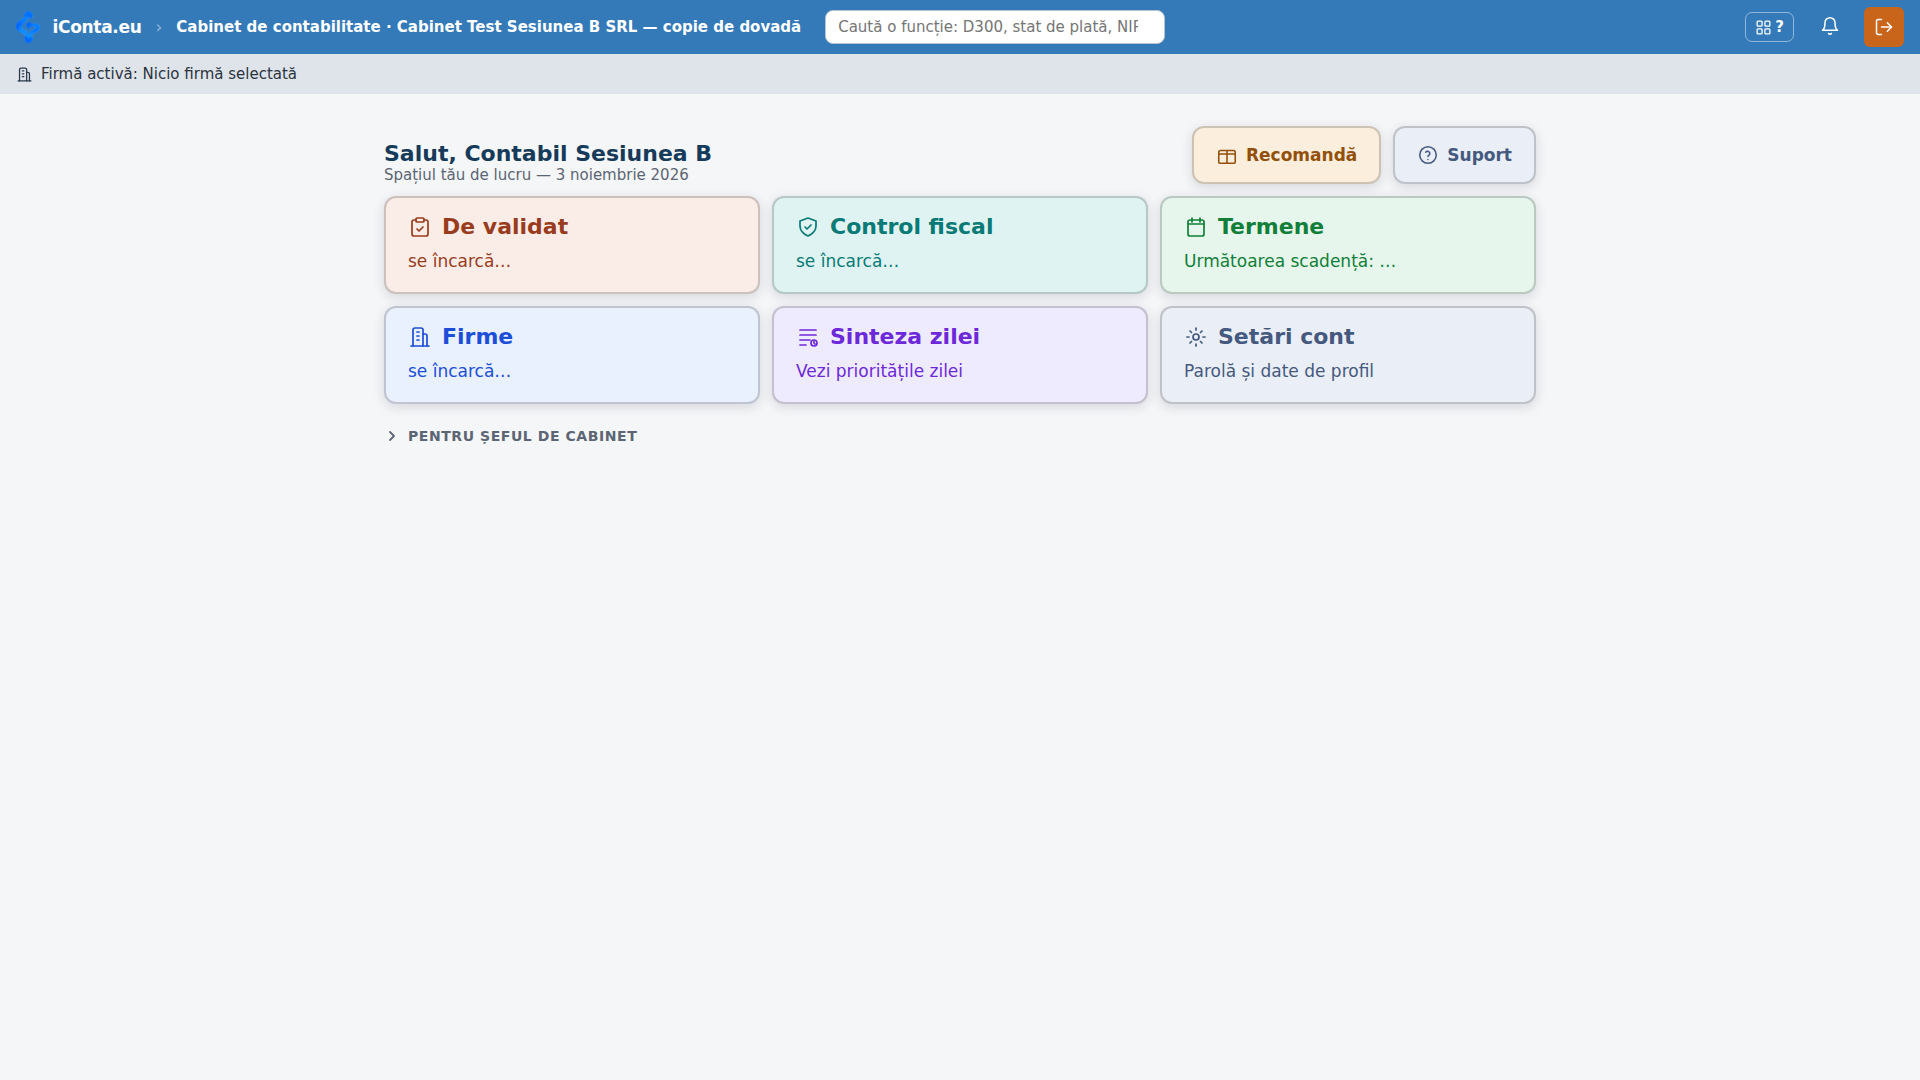 iConta.eu › Cabinet de contabilitate · Cabinet Test Sesiunea B SRL — copie de dovadă
Caută o funcție: D300, stat de plată, NIF
?
Firmă activă: Nicio firmă selectată
Salut, Contabil Sesiunea B
Spațiul tău de lucru — 3 noiembrie 2026
Recomandă
Suport
De validat
se încarcă...
Control fiscal
se încarcă...
Termene
Următoarea scadență: ...
Firme
se încarcă...
Sinteza zilei
Vezi prioritățile zilei
Setări cont
Parolă și date de profil
PENTRU ȘEFUL DE CABINET